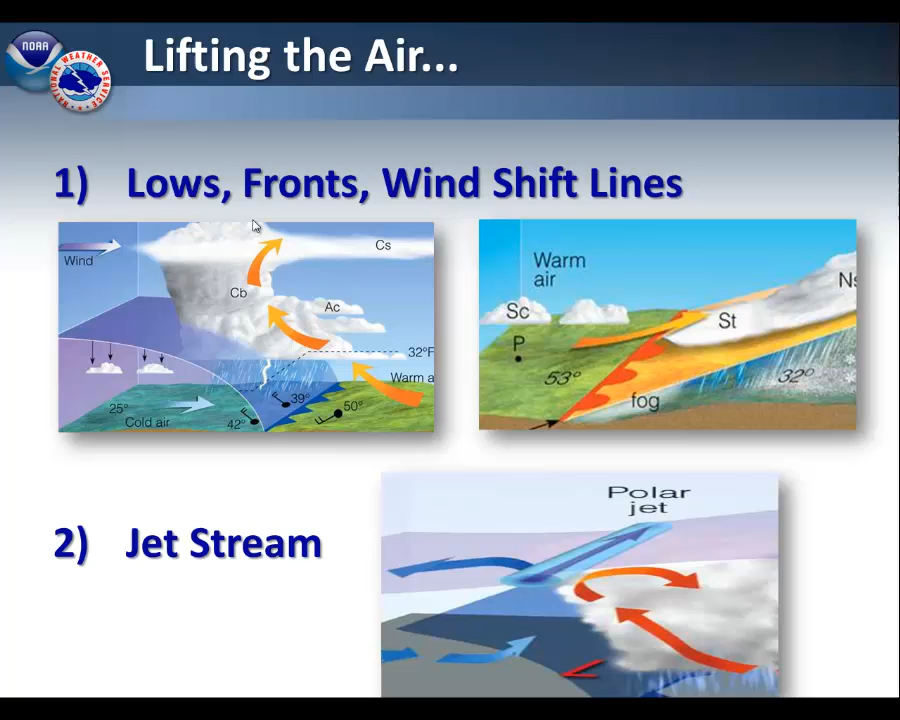 NOAA
NATIONAL WEATHER SERVICE
Lifting the Air...
1) Lows, Fronts, Wind Shift Lines
Wind
Cs
Cb
Ac
32°F
Warm a
25°
Cold air
42°
39°
50°
Warm
air
Sc
P
St
Ns
53°
32°
fog
2) Jet Stream
Polar
jet